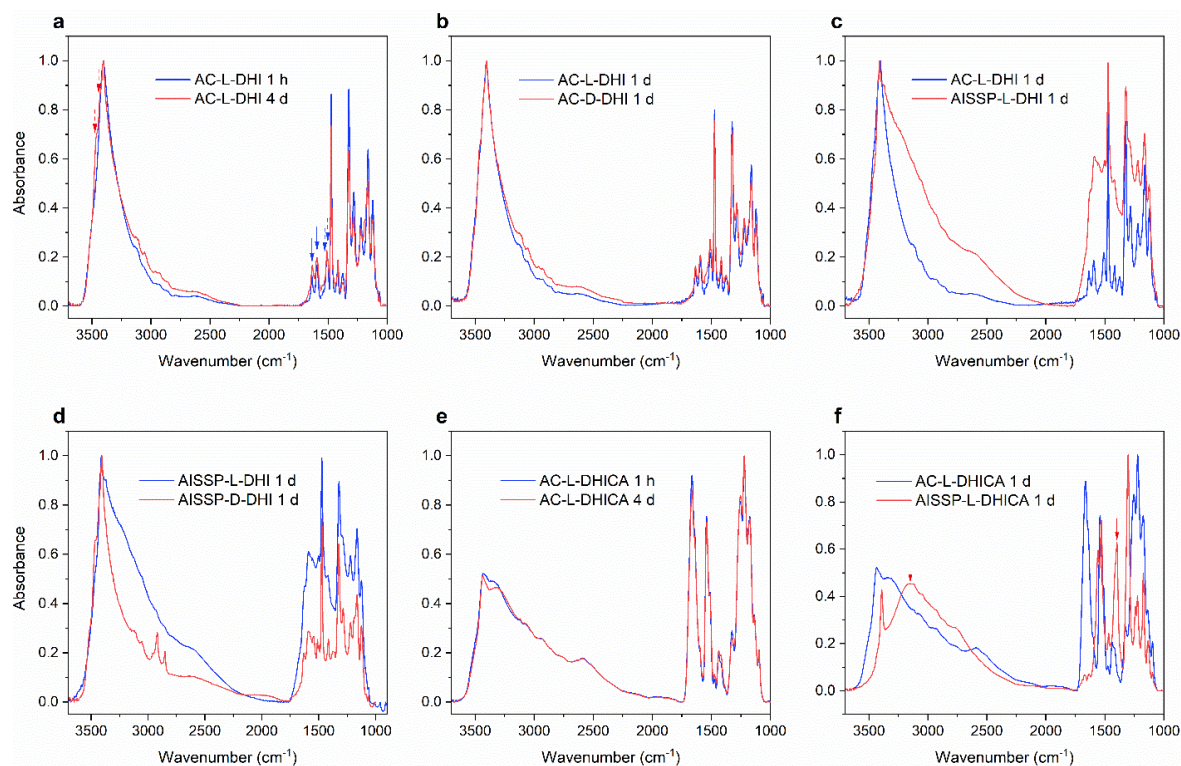 a
1.0
0.8
0.6
0.4
0.2
0.0
Absorbance
AC-L-DHI 1 h
AC-L-DHI 4 d
3500 3000 2500 2000 1500 1000
Wavenumber (cm-1)
b
1.0
0.8
0.6
0.4
0.2
0.0
AC-L-DHI 1 d
AC-D-DHI 1 d
3500 3000 2500 2000 1500 1000
Wavenumber (cm-1)
c
1.0
0.8
0.6
0.4
0.2
0.0
AC-L-DHI 1 d
AISSP-L-DHI 1 d
3500 3000 2500 2000 1500 1000
Wavenumber (cm-1)
d
1.0
0.8
0.6
0.4
0.2
0.0
Absorbance
AISSP-L-DHI 1 d
AISSP-D-DHI 1 d
3500 3000 2500 2000 1500 1000
Wavenumber (cm-1)
e
1.0
0.8
0.6
0.4
0.2
0.0
AC-L-DHICA 1 h
AC-L-DHICA 4 d
3500 3000 2500 2000 1500 1000
Wavenumber (cm-1)
f
1.0
0.8
0.6
0.4
0.2
0.0
AC-L-DHICA 1 d
AISSP-L-DHICA 1 d
3500 3000 2500 2000 1500 1000
Wavenumber (cm-1)